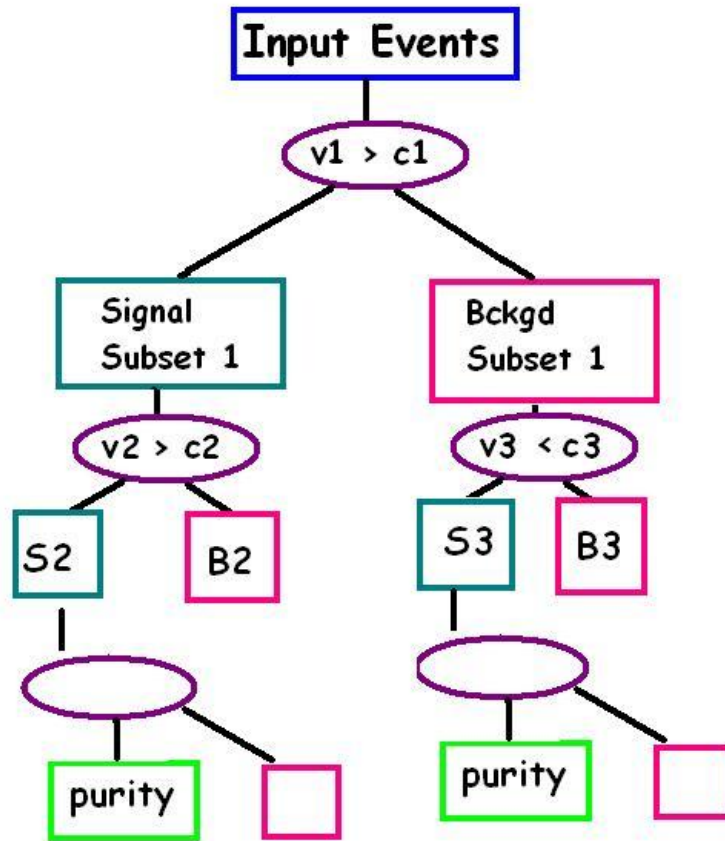 Input Events
v1 > c1
Signal
Subset 1
Bckgd
Subset 1
v2 > c2
v3 < c3
S2
B2
S3
B3
purity
purity